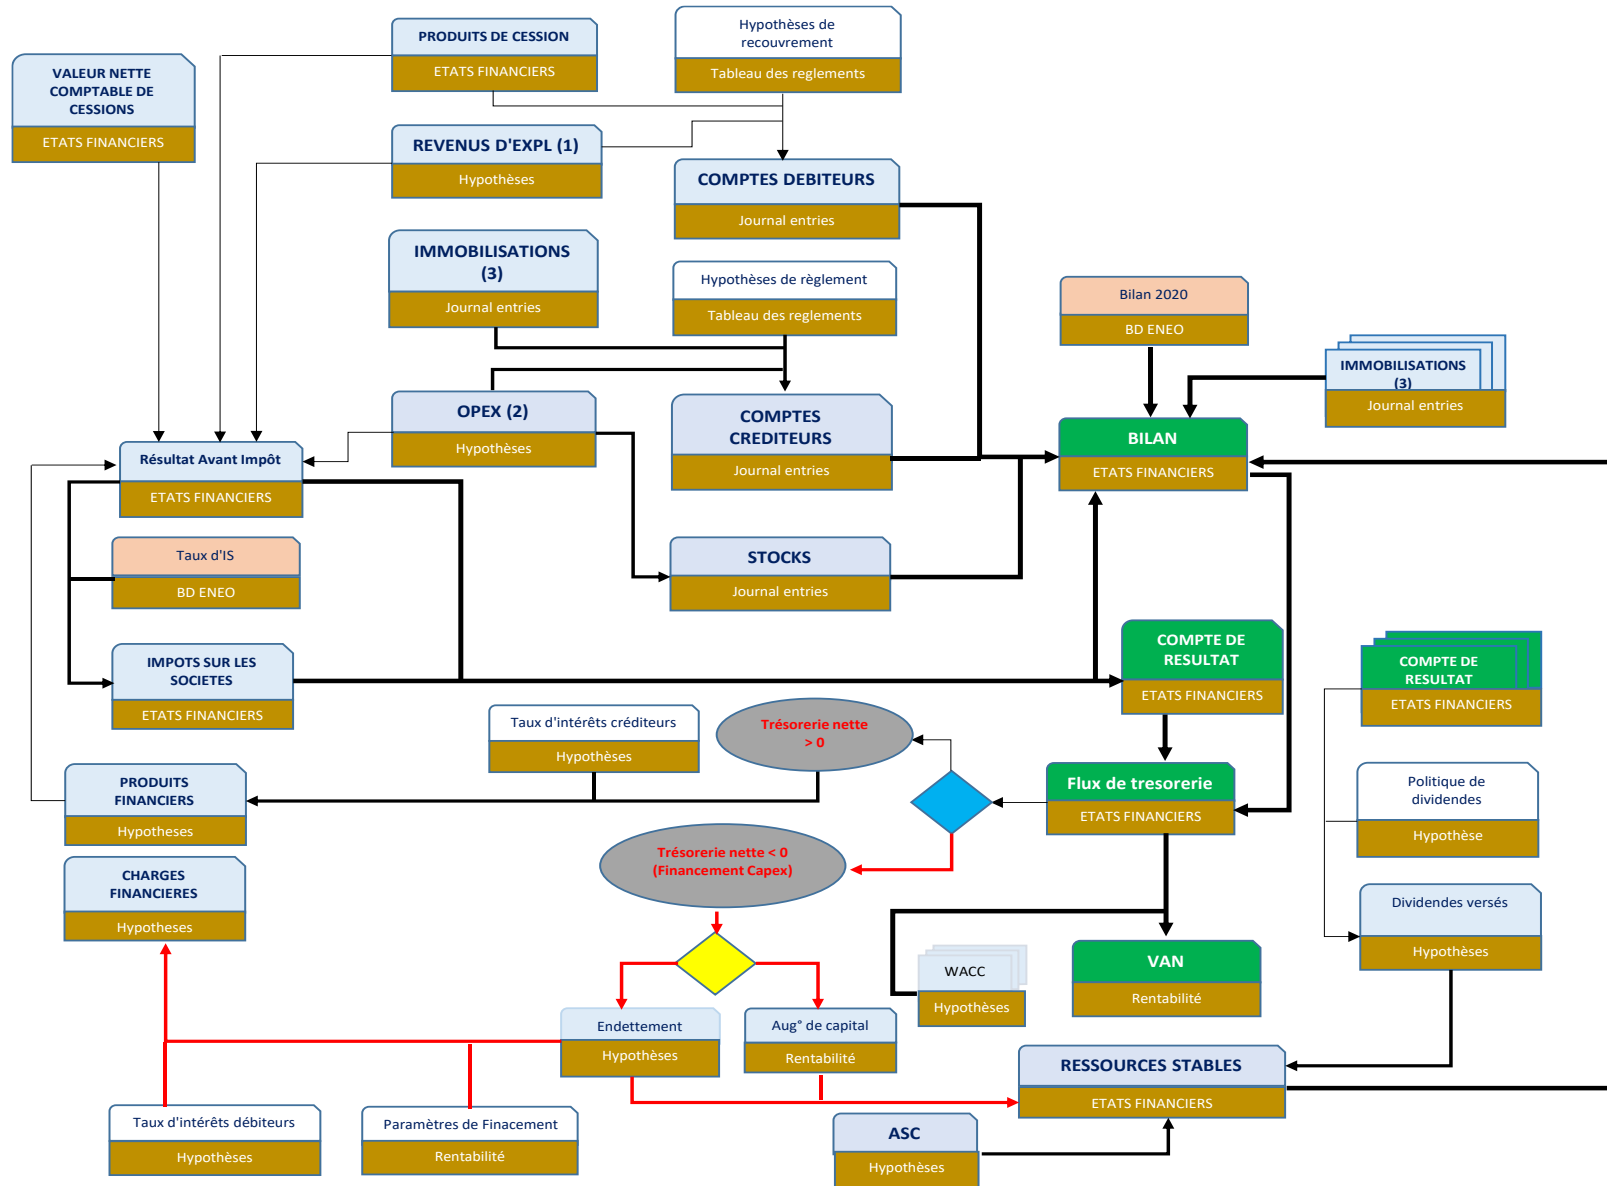 PRODUITS DE CESSION
ETATS FINANCIERS
Hypothèses de
recouvrement
Tableau des reglements
VALEUR NETTE
COMPTABLE DE
CESSIONS
ETATS FINANCIERS
REVENUS D'EXPL (1)
Hypothèses
COMPTES DEBITEURS
Journal entries
IMMOBILISATIONS
(3)
Journal entries
Hypothèses de règlement
Tableau des reglements
Bilan 2020
BD ENEO
IMMOBILISATIONS
(3)
Journal entries
OPEX (2)
Hypothèses
COMPTES
CREDITEURS
Journal entries
BILAN
ETATS FINANCIERS
Résultat Avant Impôt
ETATS FINANCIERS
Taux d'IS
BD ENEO
STOCKS
Journal entries
IMPOTS SUR LES
SOCIETES
ETATS FINANCIERS
COMPTE DE
RESULTAT
ETATS FINANCIERS
COMPTE DE
RESULTAT
ETATS FINANCIERS
Taux d'intérêts créditeurs
Hypothèses
Trésorerie nette
> 0
PRODUITS
FINANCIERS
Hypotheses
Flux de tresorerie
ETATS FINANCIERS
Politique de
dividendes
Hypothèse
CHARGES
FINANCIERES
Hypotheses
Trésorerie nette < 0
(Financement Capex)
Dividendes versés
Hypothèses
WACC
Hypothèses
VAN
Rentabilité
Endettement
Hypothèses
Aug° de capital
Rentabilité
RESSOURCES STABLES
ETATS FINANCIERS
Taux d'intérêts débiteurs
Hypothèses
Paramètres de Finacement
Rentabilité
ASC
Hypothèses